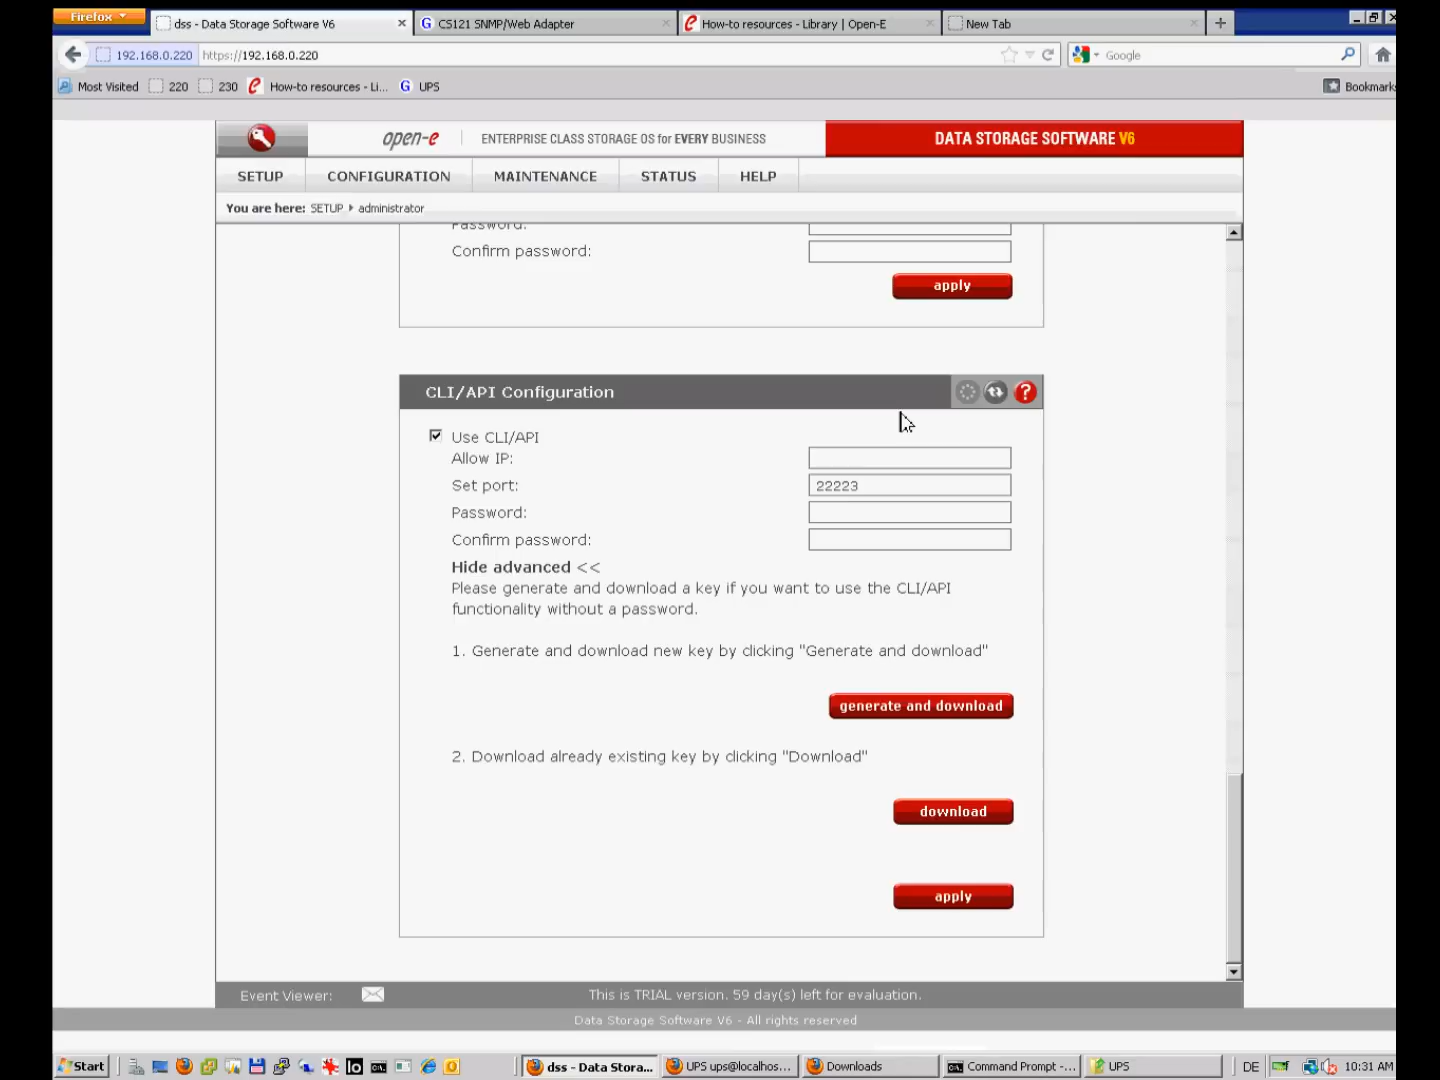 Firefox
dss - Data Storage Software V6
CS121 SNMP/Web Adapter
How-to resources - Library | Open-E
New Tab
192.168.0.220 https://192.168.0.220
Google
Most Visited 220 230 How-to resources - Li... UPS
Bookmarks
open-e ENTERPRISE CLASS STORAGE OS for EVERY BUSINESS DATA STORAGE SOFTWARE V6
SETUP CONFIGURATION MAINTENANCE STATUS HELP
You are here: SETUP administrator
Password:
Confirm password:
apply
CLI/API Configuration
Use CLI/API
Allow IP:
Set port: 22223
Password:
Confirm password:
Hide advanced <<
Please generate and download a key if you want to use the CLI/API
functionality without a password.
1. Generate and download new key by clicking "Generate and download"
generate and download
2. Download already existing key by clicking "Download"
download
apply
Event Viewer: This is TRIAL version. 59 day(s) left for evaluation.
Data Storage Software V6 - All rights reserved
Start dss - Data Stora... UPS ups@localhos... Downloads Command Prompt -... UPS DE 10:31 AM